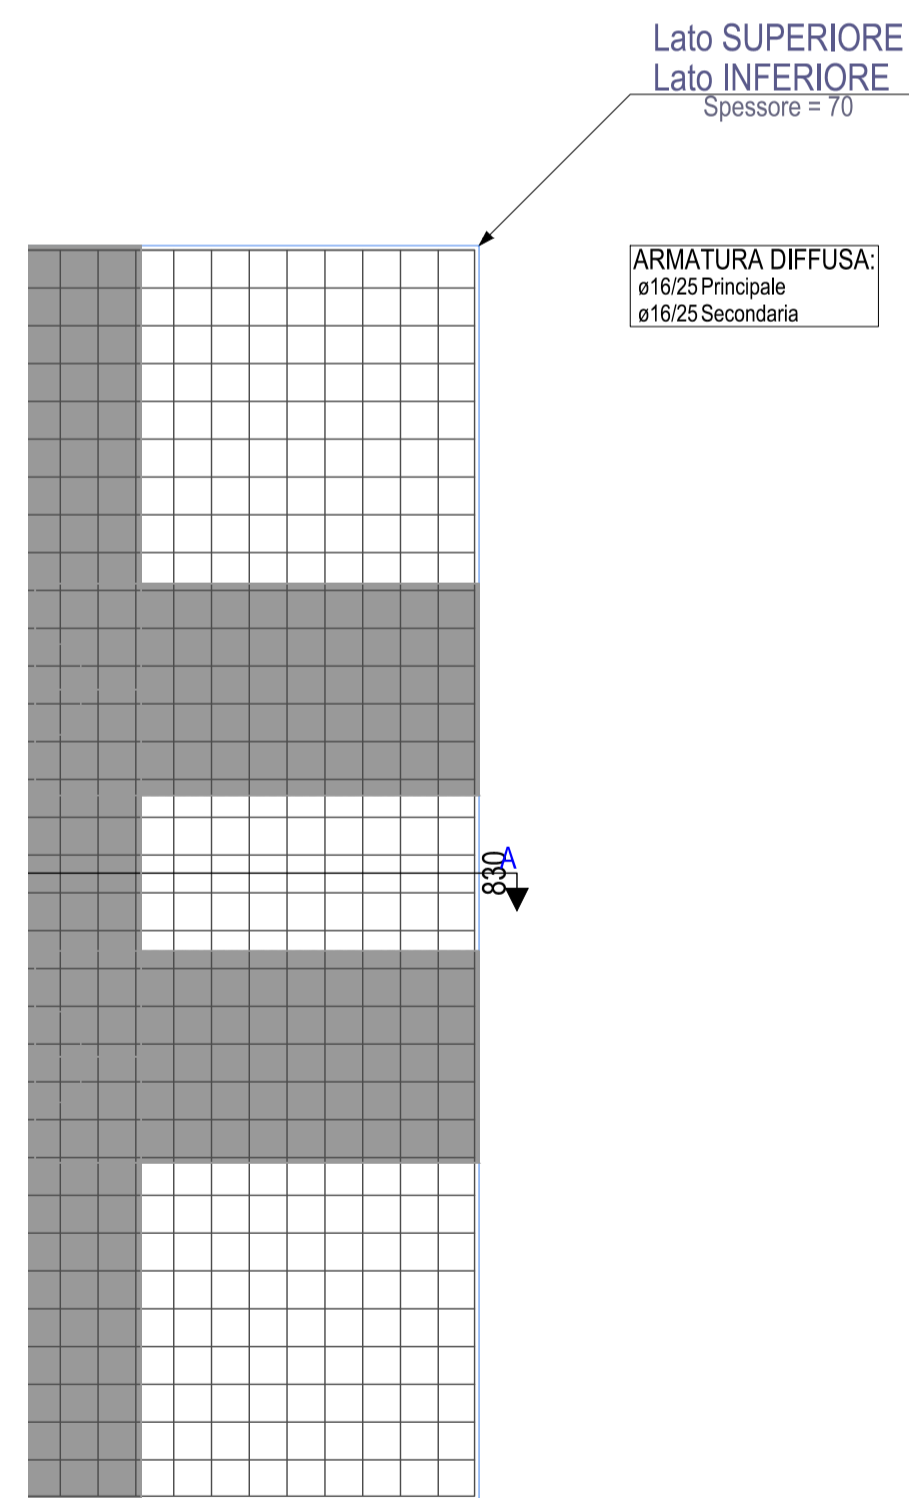 Lato SUPERIORE
Lato INFERIORE
Spessore = 70
ARMATURA DIFFUSA:
ø16/25 Principale
ø16/25 Secondaria
A
830